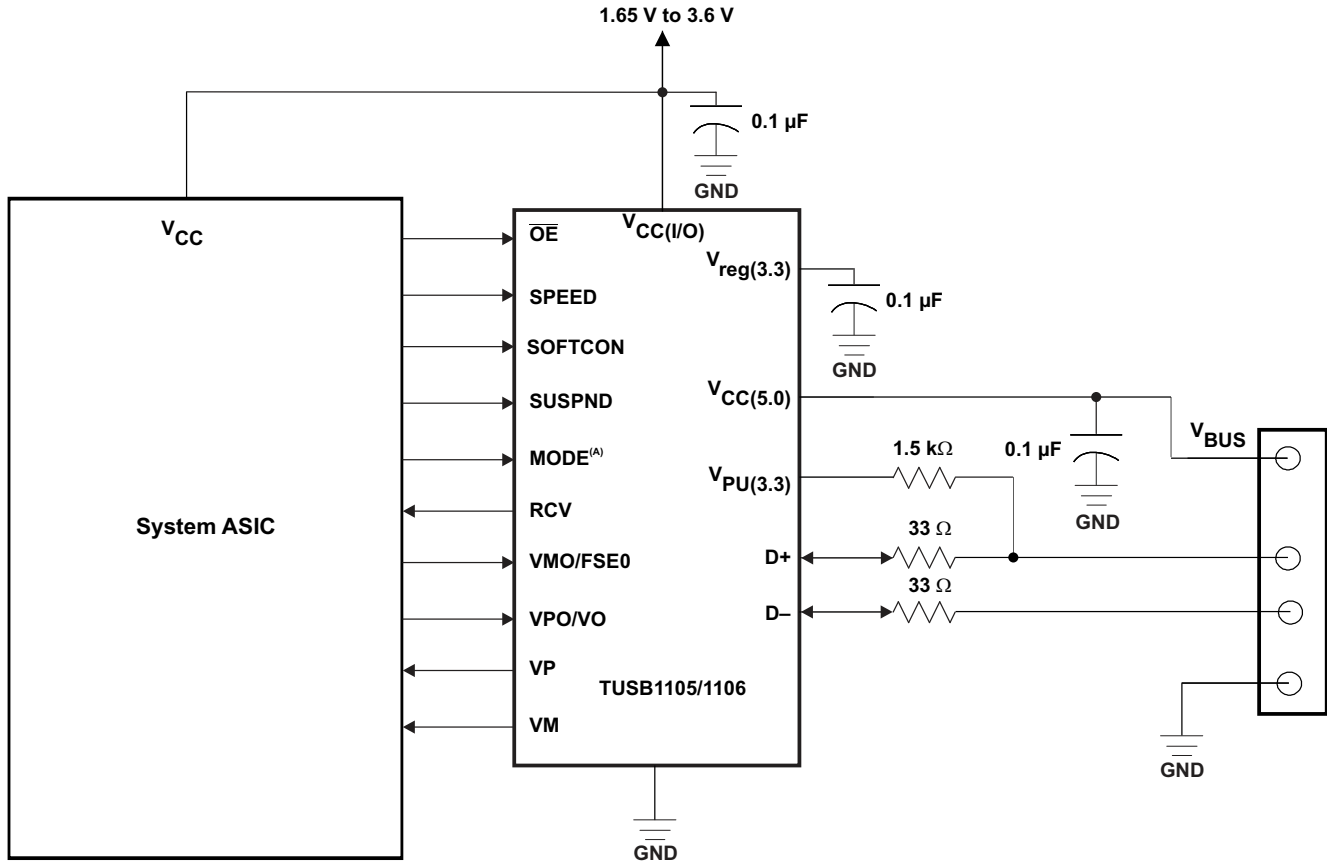 1.65 V to 3.6 V
0.1 µF
GND
VCC
System ASIC
OE
SPEED
SOFTCON
SUSPND
MODE(A)
RCV
VMO/FSE0
VPO/VO
VP
VM
VCC(I/O)
Vreg(3.3)
VCC(5.0)
VPU(3.3)
D+
D–
TUSB1105/1106
GND
0.1 µF
GND
1.5 kΩ
33 Ω
33 Ω
0.1 µF
GND
VBUS
GND